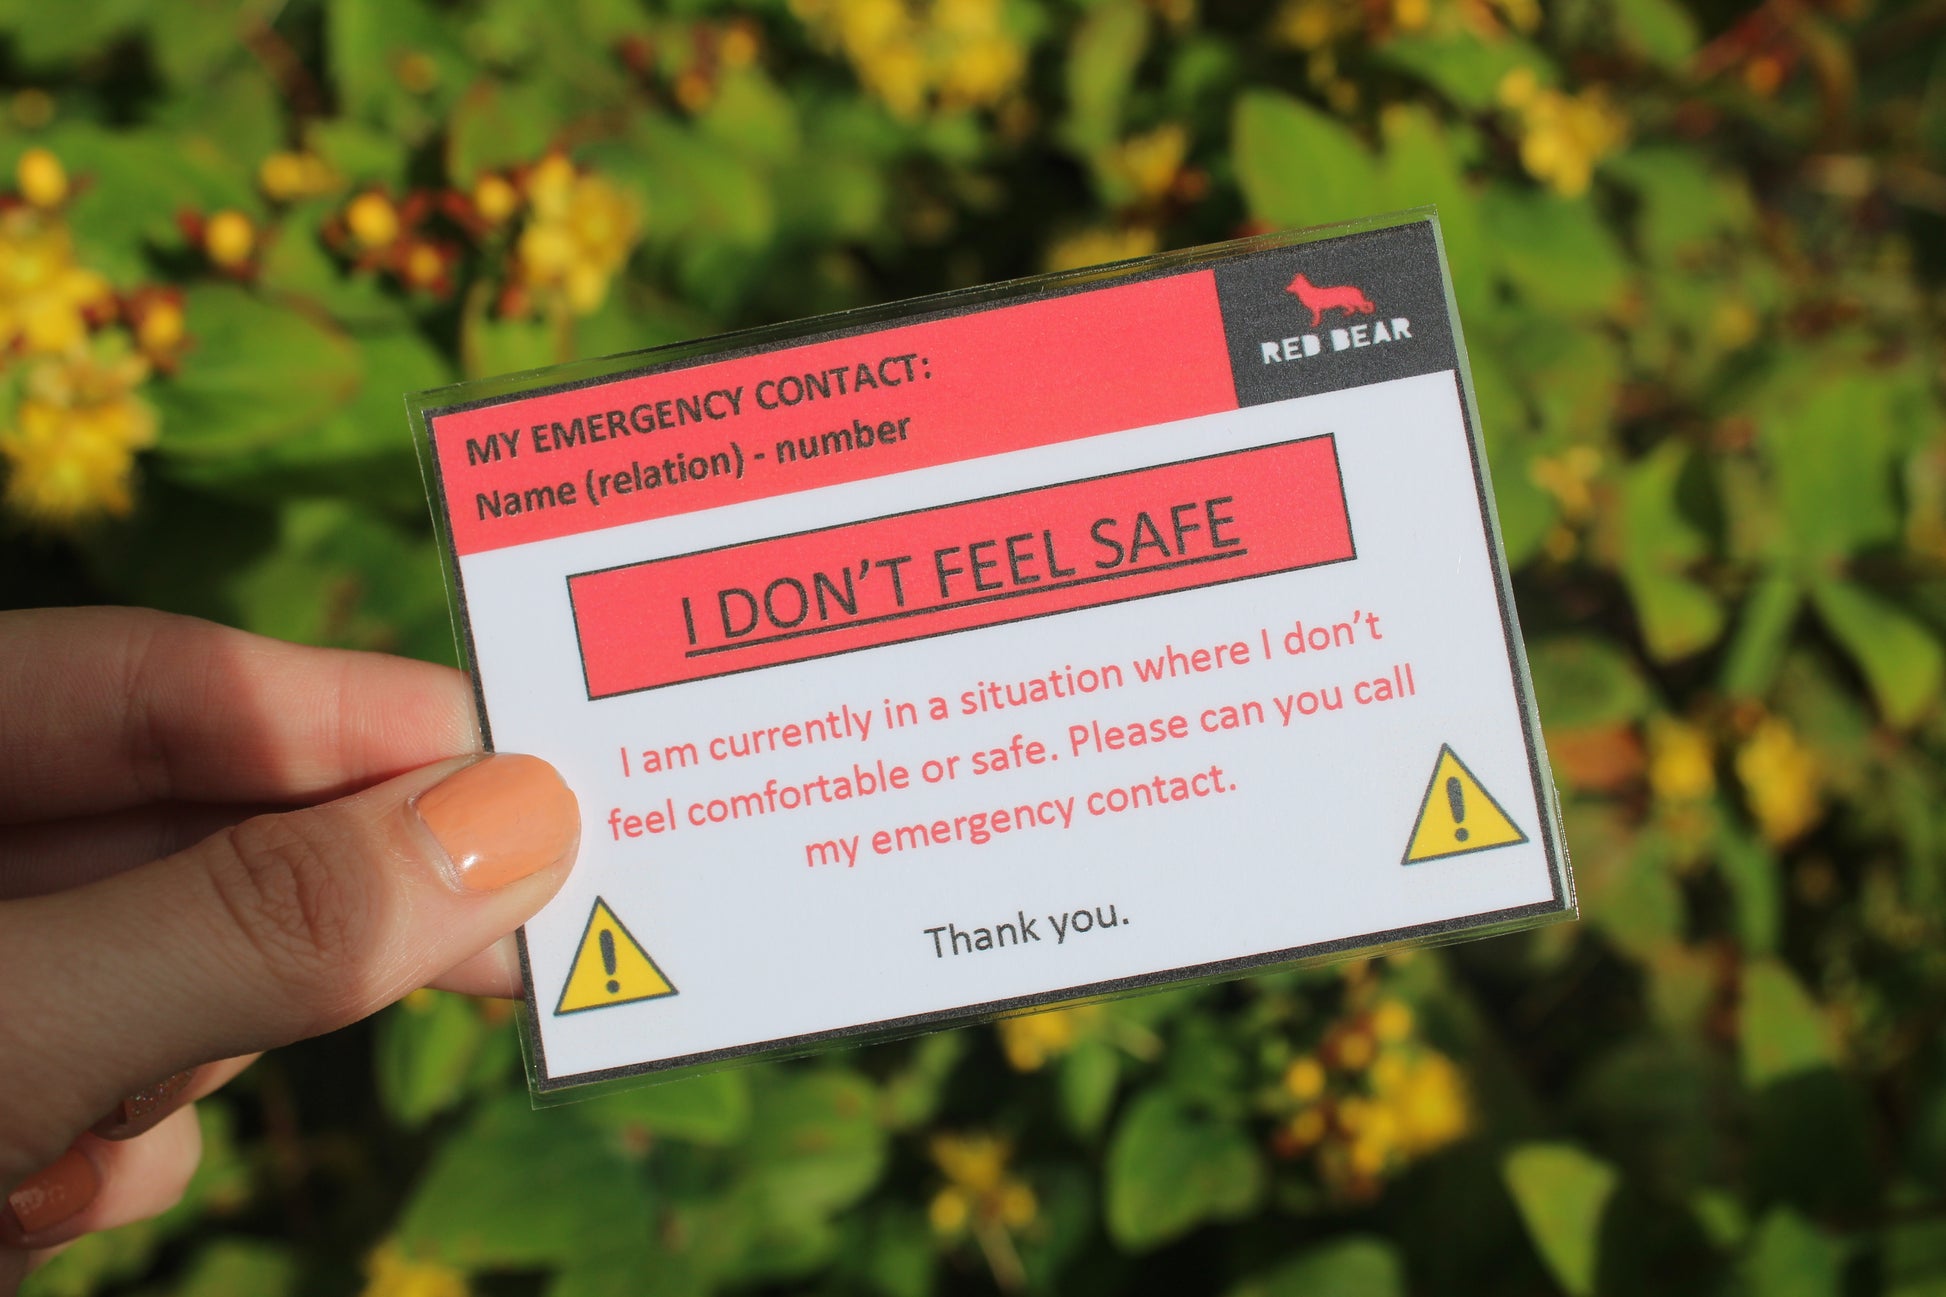 RED BEAR
MY EMERGENCY CONTACT:
Name (relation) - number
I DON'T FEEL SAFE
I am currently in a situation where I don't
feel comfortable or safe. Please can you call
my emergency contact.
Thank you.